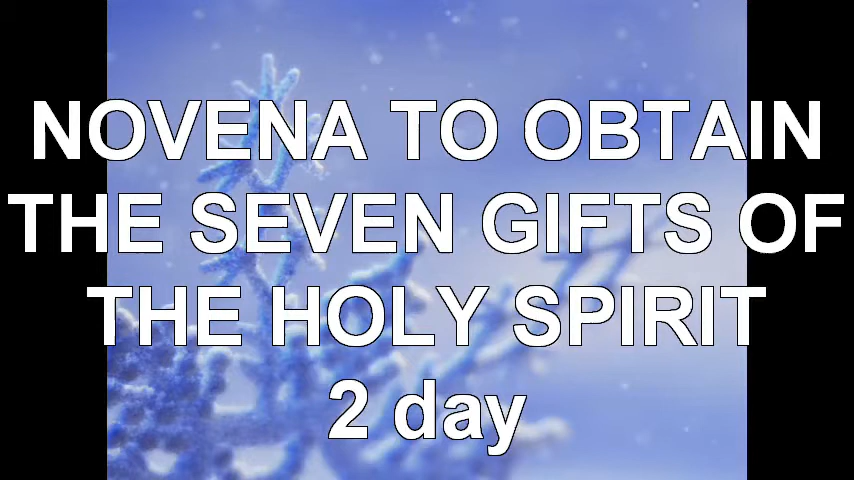 NOVENA TO OBTAIN
THE SEVEN GIFTS OF
THE HOLY SPIRIT
2 day